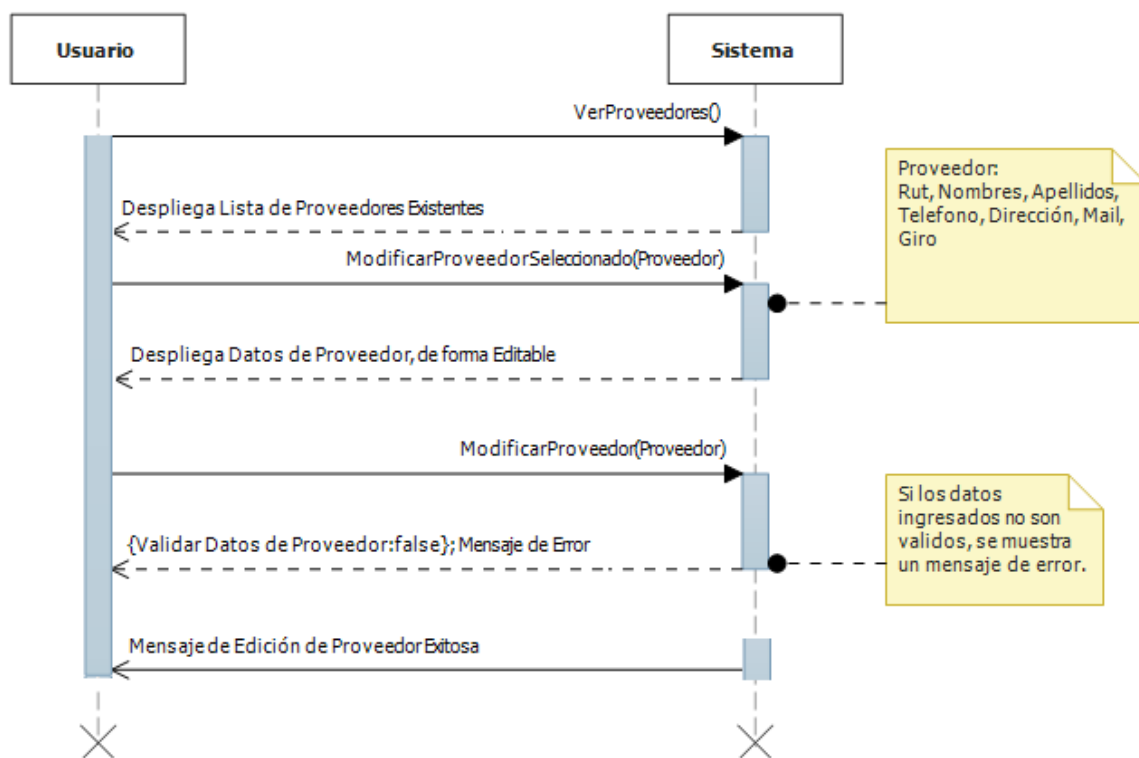 Usuario
Sistema
VerProveedores()
Proveedor:
Rut, Nombres, Apellidos,
Telefono, Dirección, Mail,
Giro
Despliega Lista de Proveedores Existentes
ModificarProveedorSeleccionado(Proveedor)
Despliega Datos de Proveedor, de forma Editable
ModificarProveedor(Proveedor)
Si los datos
ingresados no son
validos, se muestra
un mensaje de error.
{Validar Datos de Proveedor:false}; Mensaje de Error
Mensaje de Edición de Proveedor Exitosa